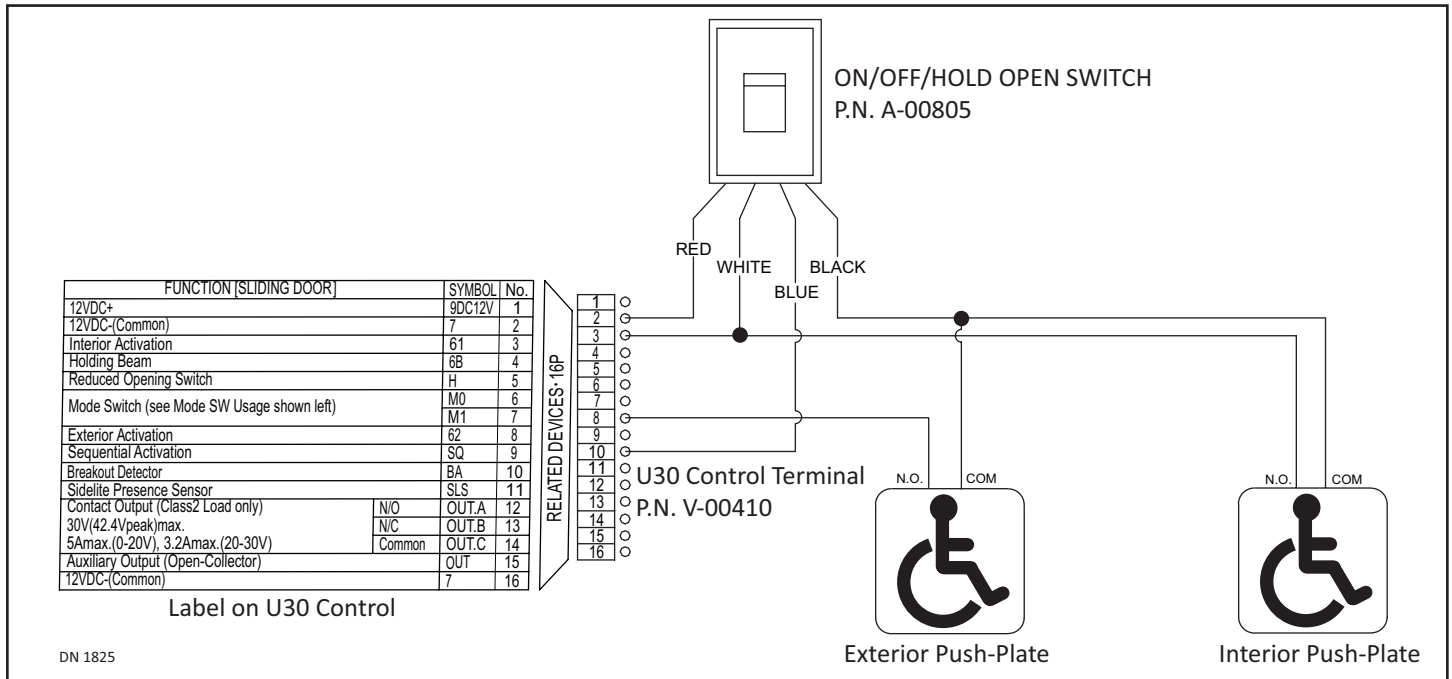 ON/OFF/HOLD OPEN SWITCH
P.N. A-00805
RED
WHITE
BLACK
BLUE
FUNCTION [SLIDING DOOR] SYMBOL No.
12VDC+ 9DC12V 1
12VDC-(Common) 7 2
Interior Activation 61 3
Holding Beam 6B 4
Reduced Opening Switch H 5
Mode Switch (see Mode SW Usage shown left) M0 6
M1 7
Exterior Activation 62 8
Sequential Activation SQ 9
Breakout Detector BA 10
Sidelite Presence Sensor SLS 11
Contact Output (Class2 Load only) N/O OUT.A 12
30V(42.4Vpeak)max. N/C OUT.B 13
5Amax.(0-20V), 3.2Amax.(20-30V) Common OUT.C 14
Auxiliary Output (Open-Collector) OUT 15
12VDC-(Common) 7 16
Label on U30 Control
RELATED DEVICES·16P
1
2
3
4
5
6
7
8
9
10
11
12
13
14
15
16
U30 Control Terminal
P.N. V-00410
N.O. COM
Exterior Push-Plate
N.O. COM
Interior Push-Plate
DN 1825